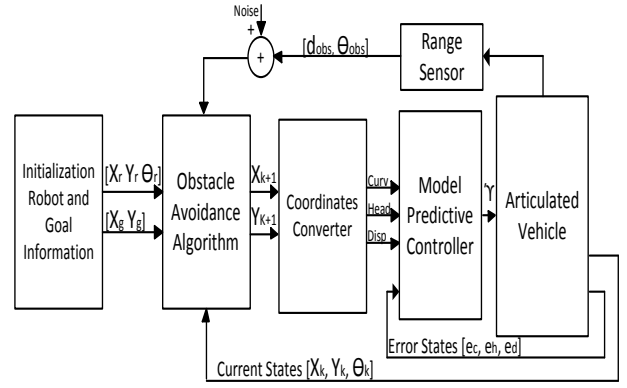 Noise
+
+
[dobs, Θobs]
Range
Sensor
Initialization
Robot and
Goal
Information
[Xr Yr Θr]
[Xg Yg]
Obstacle
Avoidance
Algorithm
Xk+1
YK+1
Coordinates
Converter
Curv
Head
Disp
Model
Predictive
Controller
ϓ
Articulated
Vehicle
Error States [ec, eh, ed]
Current States [Xk, Yk, Θk]